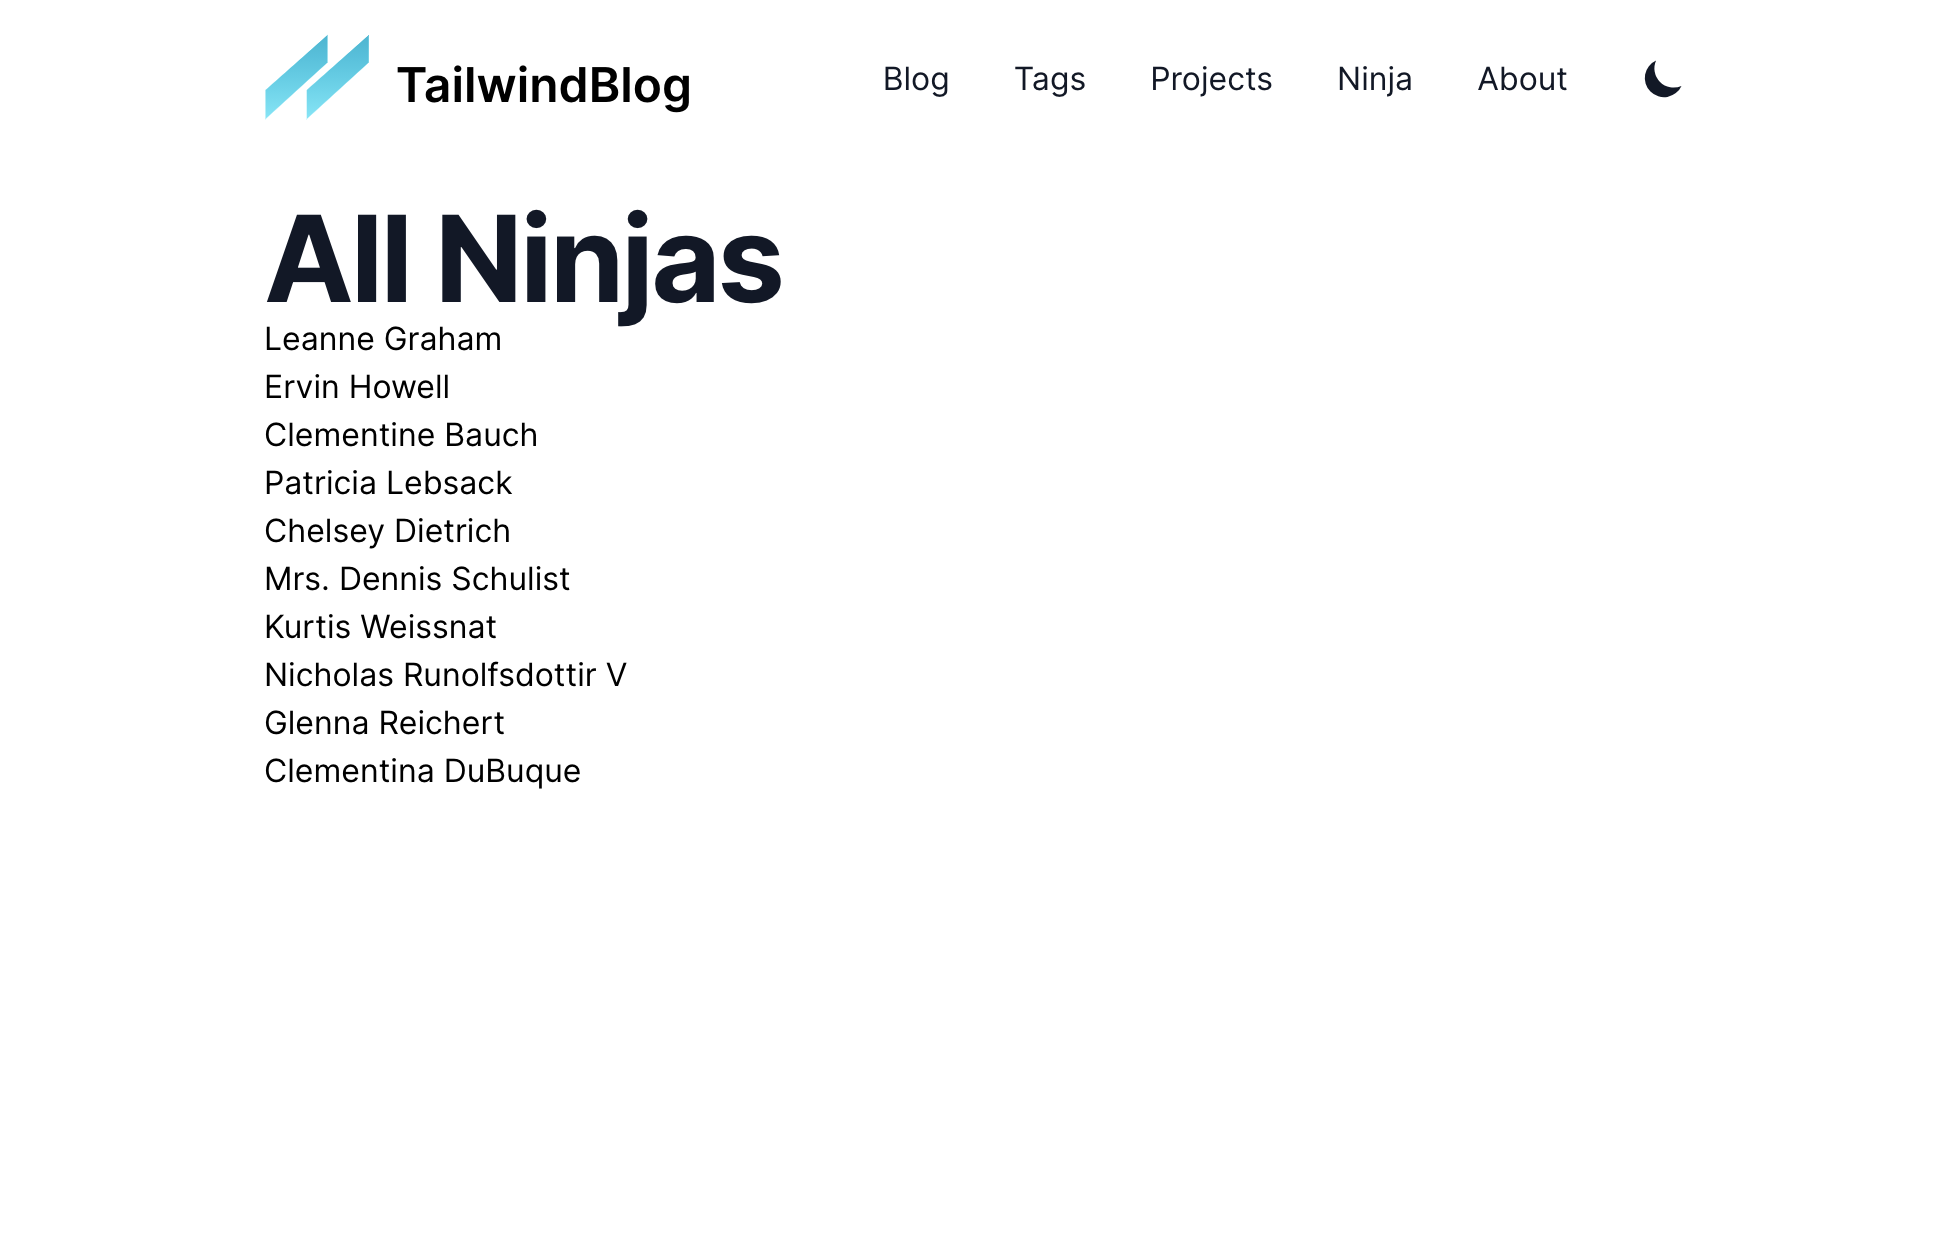 TailwindBlog
Blog Tags Projects Ninja About
All Ninjas
Leanne Graham
Ervin Howell
Clementine Bauch
Patricia Lebsack
Chelsey Dietrich
Mrs. Dennis Schulist
Kurtis Weissnat
Nicholas Runolfsdottir V
Glenna Reichert
Clementina DuBuque